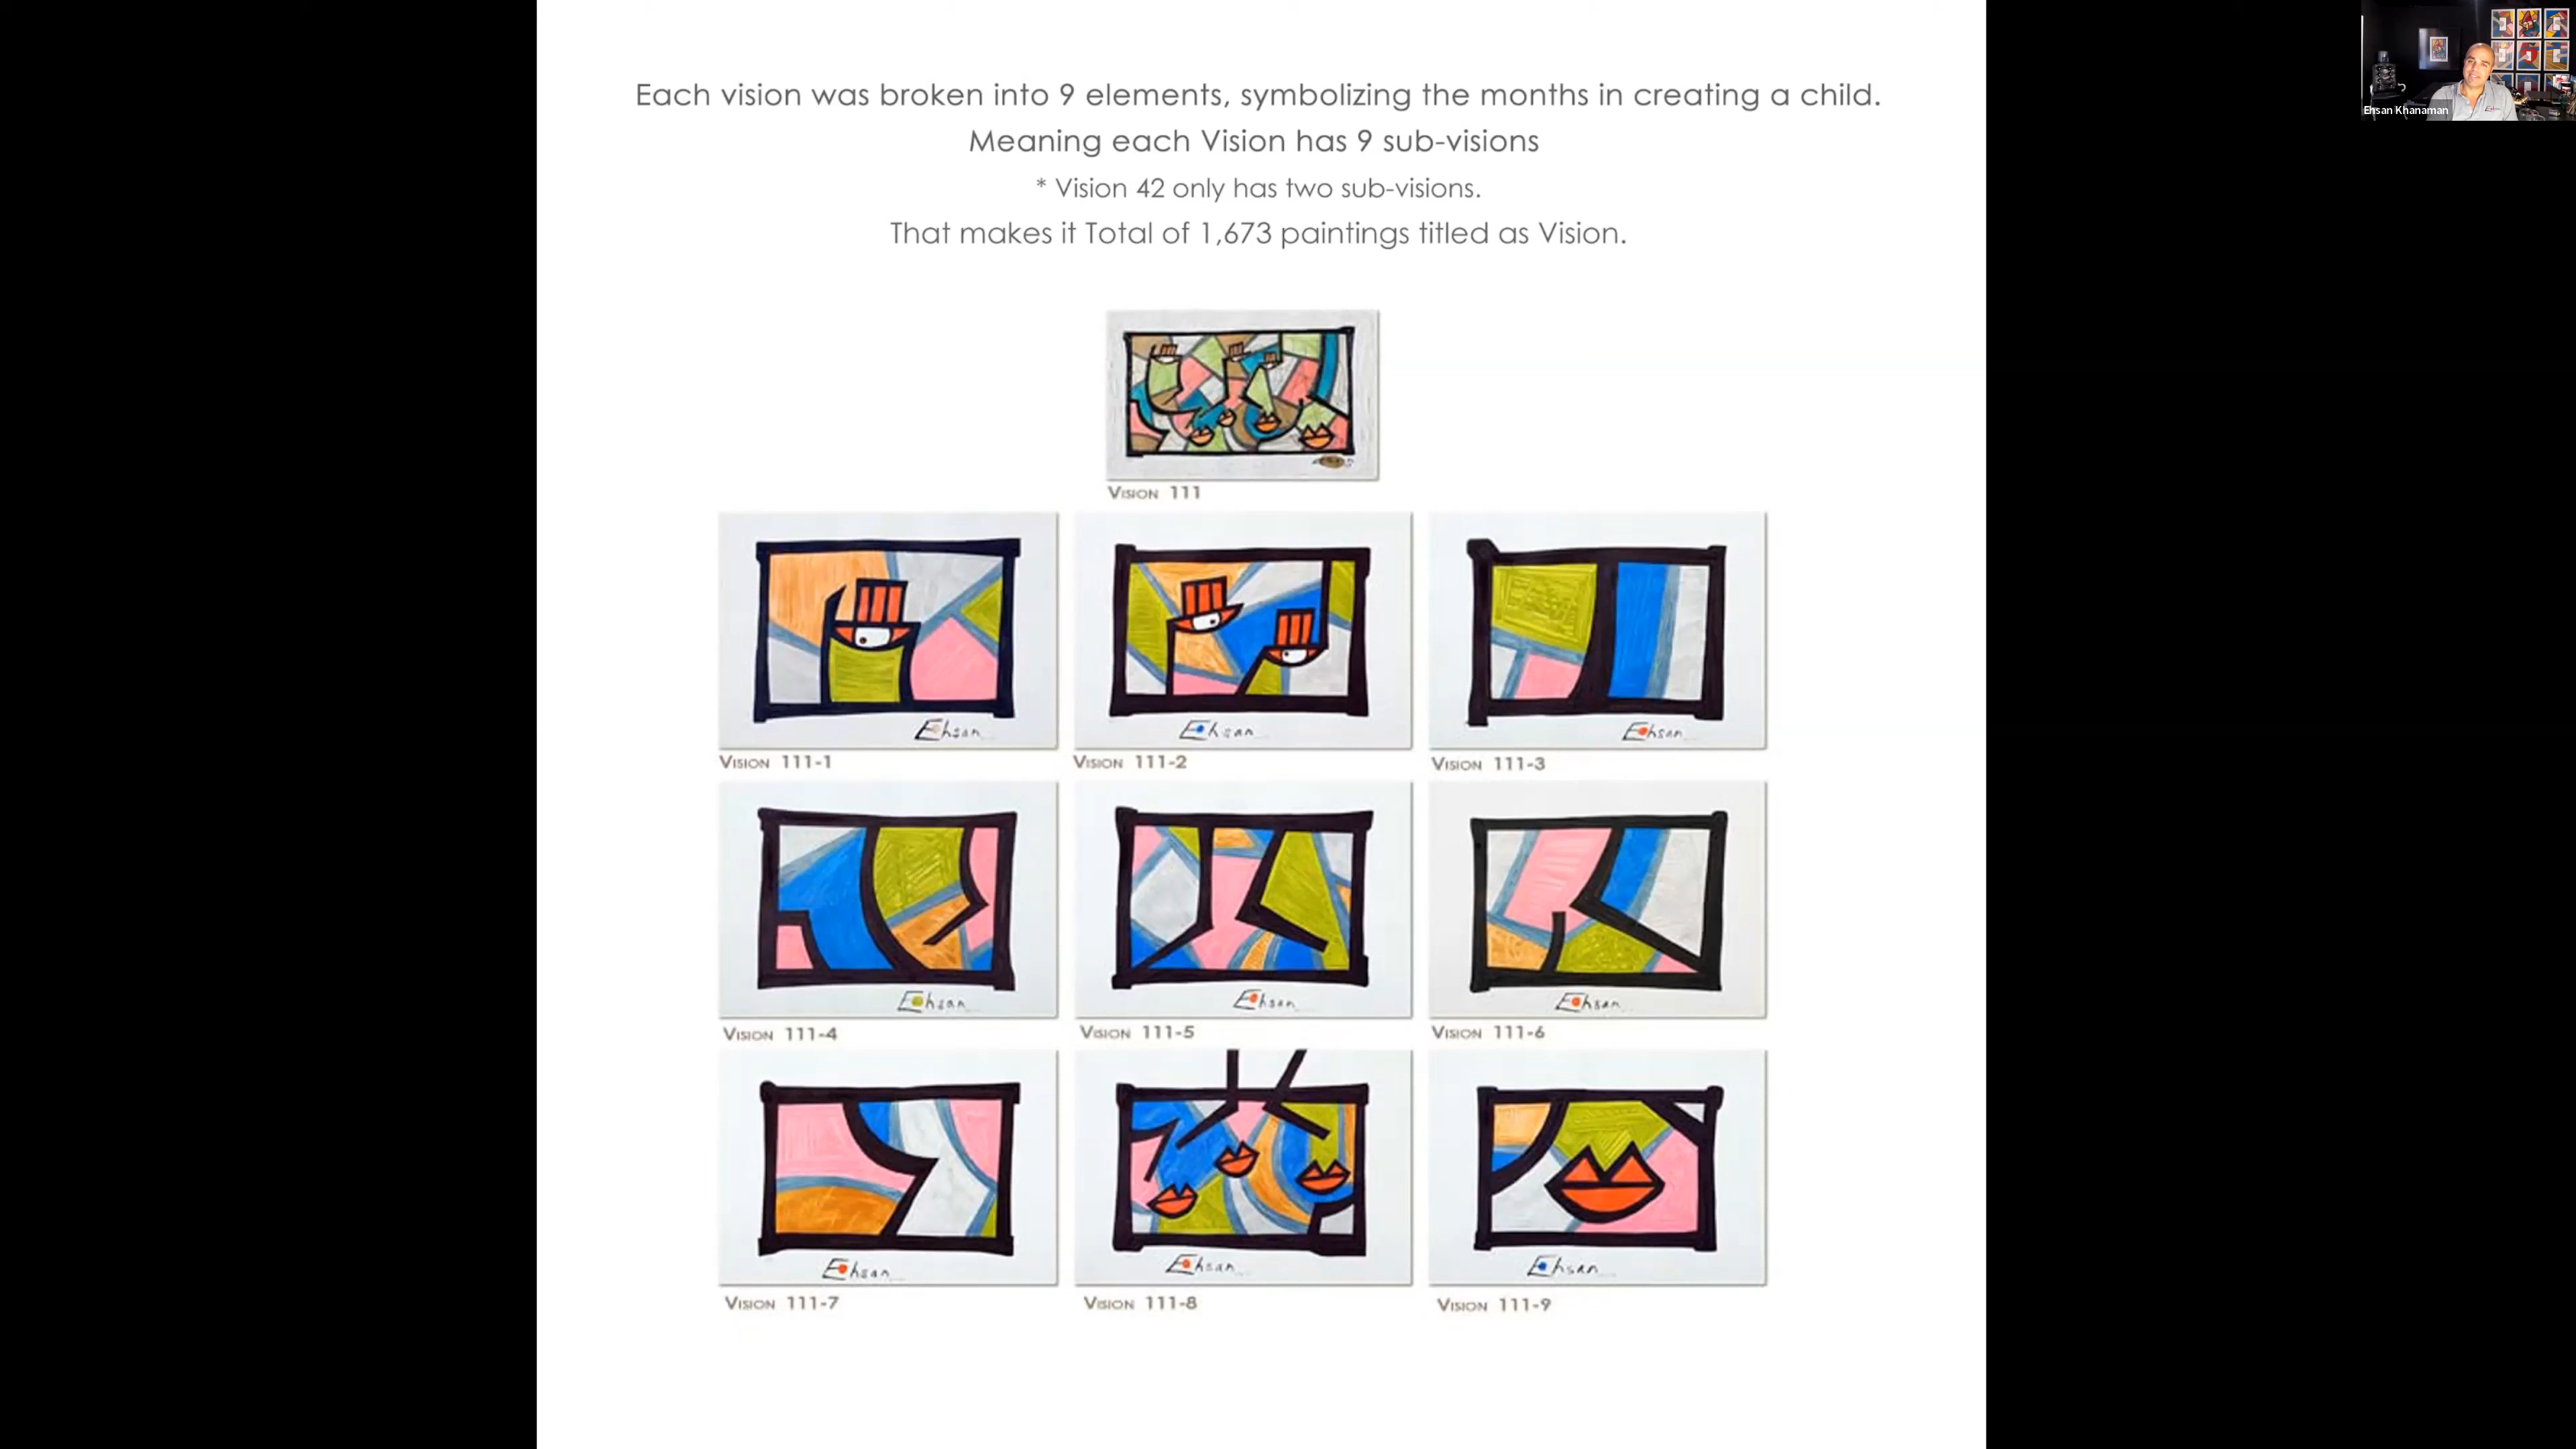 Each vision was broken into 9 elements, symbolizing the months in creating a child.
Meaning each Vision has 9 sub-visions
* Vision 42 only has two sub-visions.
That makes it Total of 1,673 paintings titled as Vision.
Ehsan Khanaman
Vision 111
Ehsan
Ehsan
Ehsan
Vision 111-1
Vision 111-2
Vision 111-3
Ehsan
Ehsan
Ehsan
Vision 111-4
Vision 111-5
Vision 111-6
Ehsan
Ehsan
Ehsan
Vision 111-7
Vision 111-8
Vision 111-9